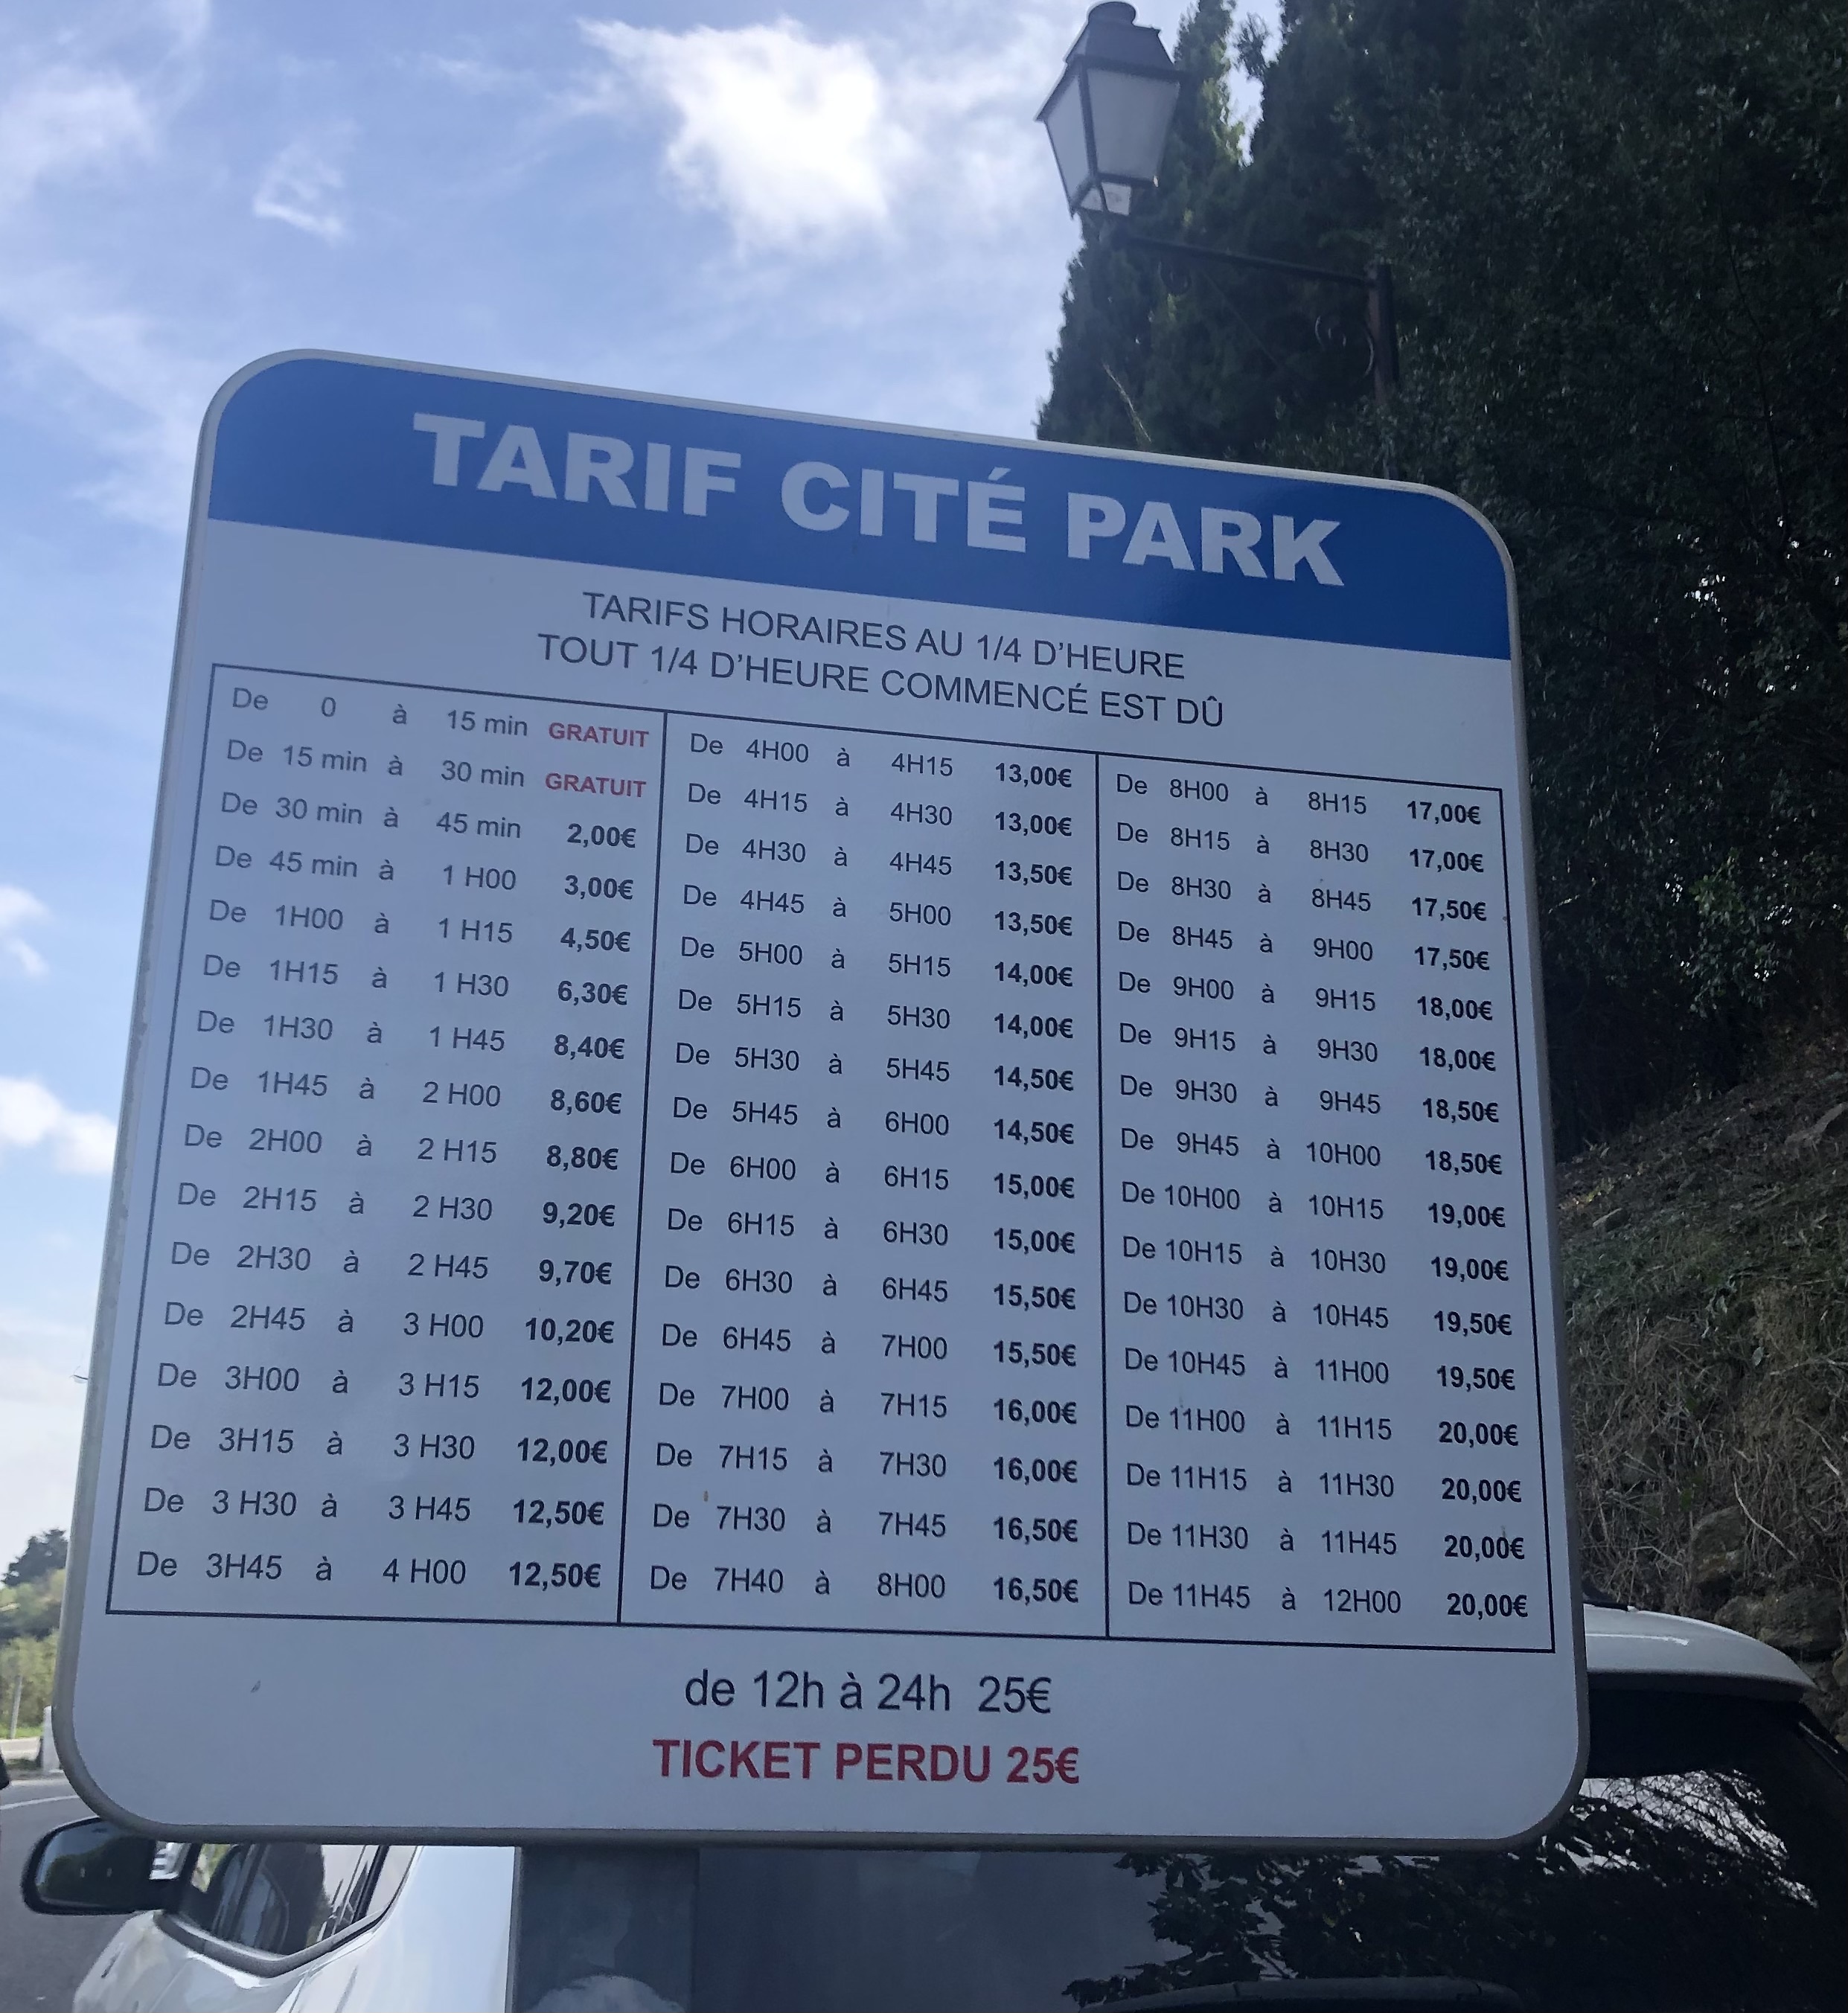 TARIF CITÉ PARK
TARIFS HORAIRES AU 1/4 D'HEURE
TOUT 1/4 D'HEURE COMMENCÉ EST DÛ
De 0 à 15 min GRATUIT
De 15 min à 30 min GRATUIT
De 30 min à 45 min 2,00€
De 45 min à 1 H00 3,00€
De 1H00 à 1 H15 4,50€
De 1H15 à 1 H30 6,30€
De 1H30 à 1 H45 8,40€
De 1H45 à 2 H00 8,60€
De 2H00 à 2 H15 8,80€
De 2H15 à 2 H30 9,20€
De 2H30 à 2 H45 9,70€
De 2H45 à 3 H00 10,20€
De 3H00 à 3 H15 12,00€
De 3H15 à 3 H30 12,00€
De 3 H30 à 3 H45 12,50€
De 3H45 à 4 H00 12,50€
De 4H00 à 4H15 13,00€
De 4H15 à 4H30 13,00€
De 4H30 à 4H45 13,50€
De 4H45 à 5H00 13,50€
De 5H00 à 5H15 14,00€
De 5H15 à 5H30 14,00€
De 5H30 à 5H45 14,50€
De 5H45 à 6H00 14,50€
De 6H00 à 6H15 15,00€
De 6H15 à 6H30 15,00€
De 6H30 à 6H45 15,50€
De 6H45 à 7H00 15,50€
De 7H00 à 7H15 16,00€
De 7H15 à 7H30 16,00€
De 7H30 à 7H45 16,50€
De 7H40 à 8H00 16,50€
De 8H00 à 8H15 17,00€
De 8H15 à 8H30 17,00€
De 8H30 à 8H45 17,50€
De 8H45 à 9H00 17,50€
De 9H00 à 9H15 18,00€
De 9H15 à 9H30 18,00€
De 9H30 à 9H45 18,50€
De 9H45 à 10H00 18,50€
De 10H00 à 10H15 19,00€
De 10H15 à 10H30 19,00€
De 10H30 à 10H45 19,50€
De 10H45 à 11H00 19,50€
De 11H00 à 11H15 20,00€
De 11H15 à 11H30 20,00€
De 11H30 à 11H45 20,00€
De 11H45 à 12H00 20,00€
de 12h à 24h 25€
TICKET PERDU 25€